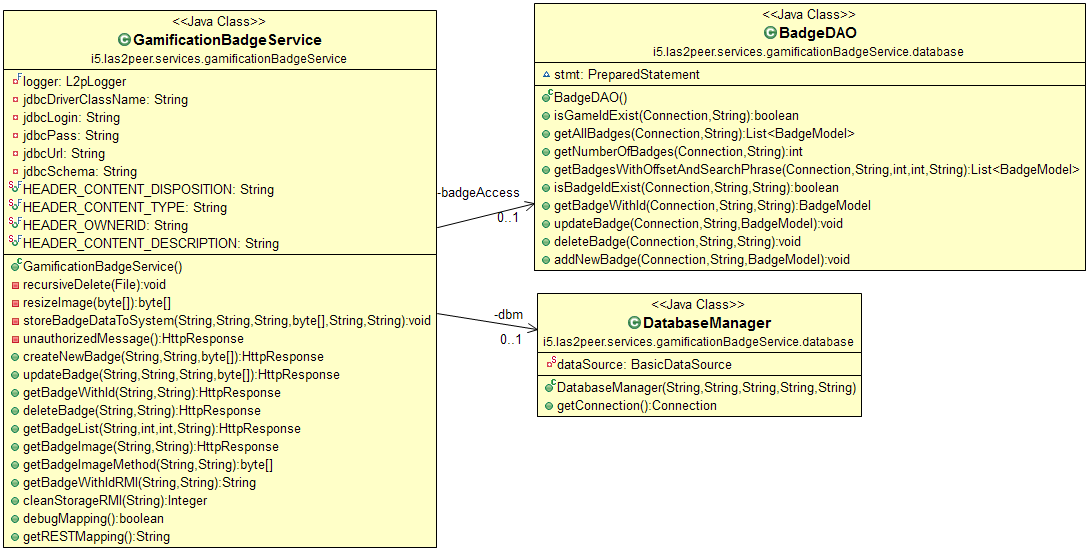 <<Java Class>>
GamificationBadgeService
i5.las2peer.services.gamificationBadgeService
logger: L2pLogger
jdbcDriverClassName: String
jdbcLogin: String
jdbcPass: String
jdbcUrl: String
jdbcSchema: String
HEADER_CONTENT_DISPOSITION: String
HEADER_CONTENT_TYPE: String
HEADER_OWNERID: String
HEADER_CONTENT_DESCRIPTION: String
GamificationBadgeService()
recursiveDelete(File):void
resizeImage(byte[]):byte[]
storeBadgeDataToSystem(String,String,String,byte[],String,String):void
unauthorizedMessage():HttpResponse
createNewBadge(String,String,byte[]):HttpResponse
updateBadge(String,String,String,byte[]):HttpResponse
getBadgeWithId(String,String):HttpResponse
deleteBadge(String,String):HttpResponse
getBadgeList(String,int,int,String):HttpResponse
getBadgeImage(String,String):HttpResponse
getBadgeImageMethod(String,String):byte[]
getBadgeWithIdRMI(String,String):String
cleanStorageRMI(String):Integer
debugMapping():boolean
getRESTMapping():String
-badgeAccess
0..1
-dbm
0..1
<<Java Class>>
BadgeDAO
i5.las2peer.services.gamificationBadgeService.database
stmt: PreparedStatement
BadgeDAO()
isGameIdExist(Connection,String):boolean
getAllBadges(Connection,String):List<BadgeModel>
getNumberOfBadges(Connection,String):int
getBadgesWithOffsetAndSearchPhrase(Connection,String,int,int,String):List<BadgeModel>
isBadgeIdExist(Connection,String,String):boolean
getBadgeWithId(Connection,String,String):BadgeModel
updateBadge(Connection,String,BadgeModel):void
deleteBadge(Connection,String,String):void
addNewBadge(Connection,String,BadgeModel):void
<<Java Class>>
DatabaseManager
i5.las2peer.services.gamificationBadgeService.database
dataSource: BasicDataSource
DatabaseManager(String,String,String,String,String)
getConnection():Connection